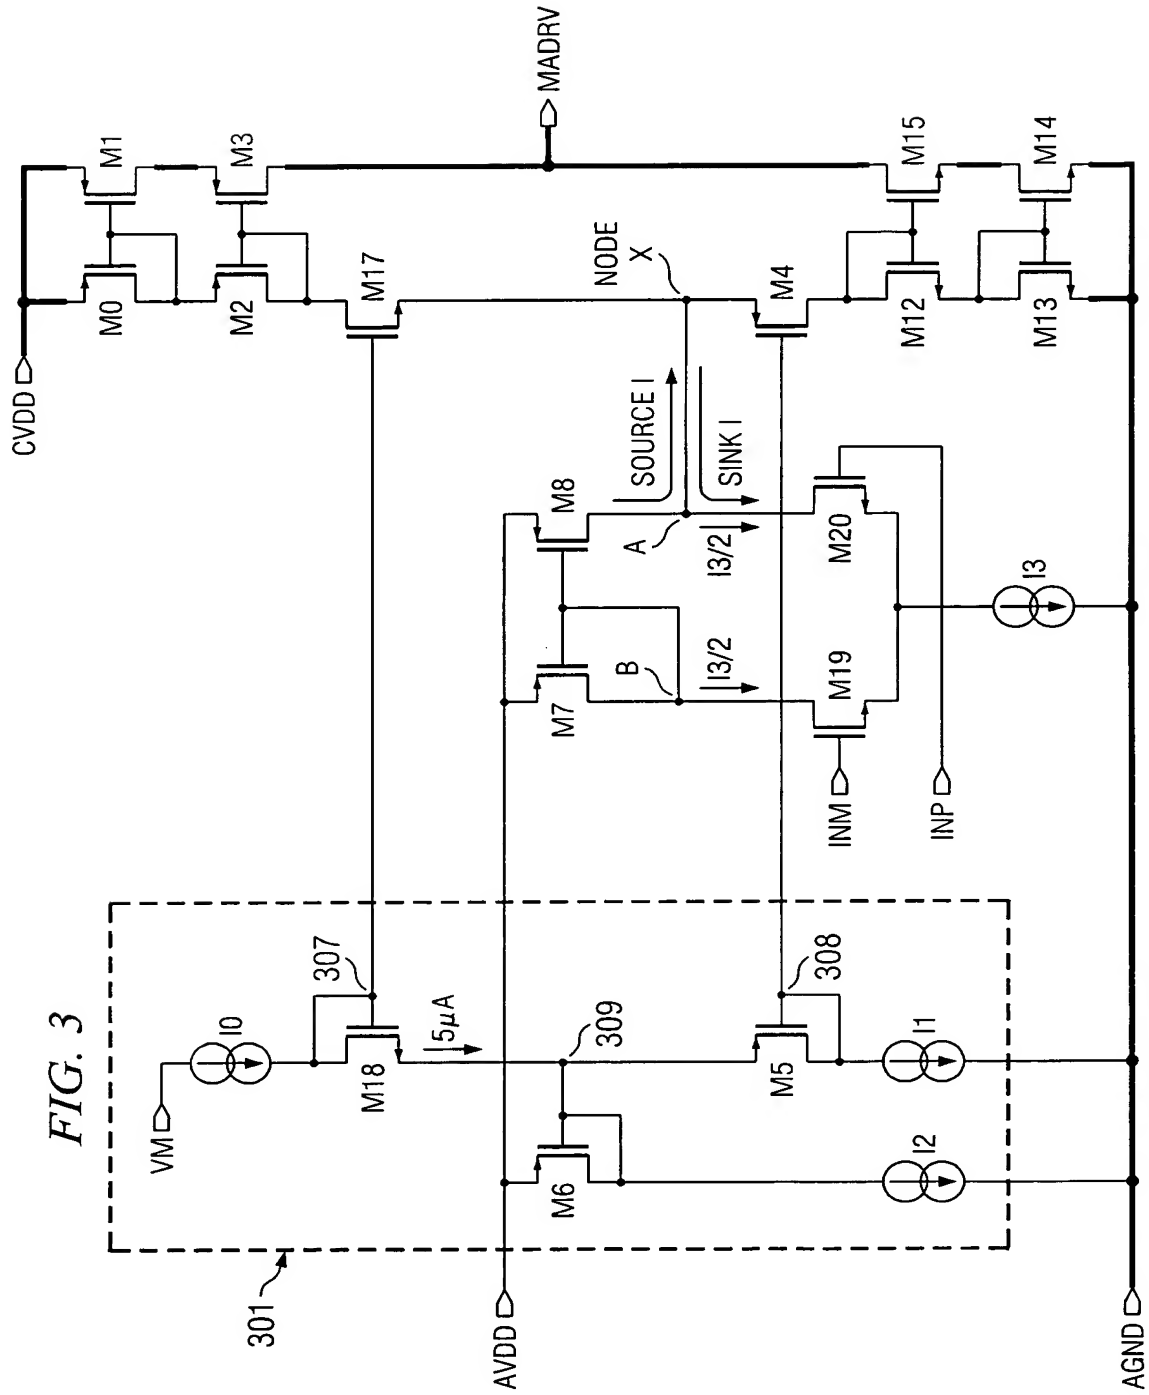 FIG. 3
CVDD
M0
M1
M2
M3
M17
MADRV
NODE
X
M4
M12
M15
M13
M14
SOURCE I
SINK I
M7
M8
A
B
I3/2
I3/2
M19
M20
INM
INP
I3
301
VM
I0
307
M18
5µA
309
M6
M5
308
I2
I1
AVDD
AGND